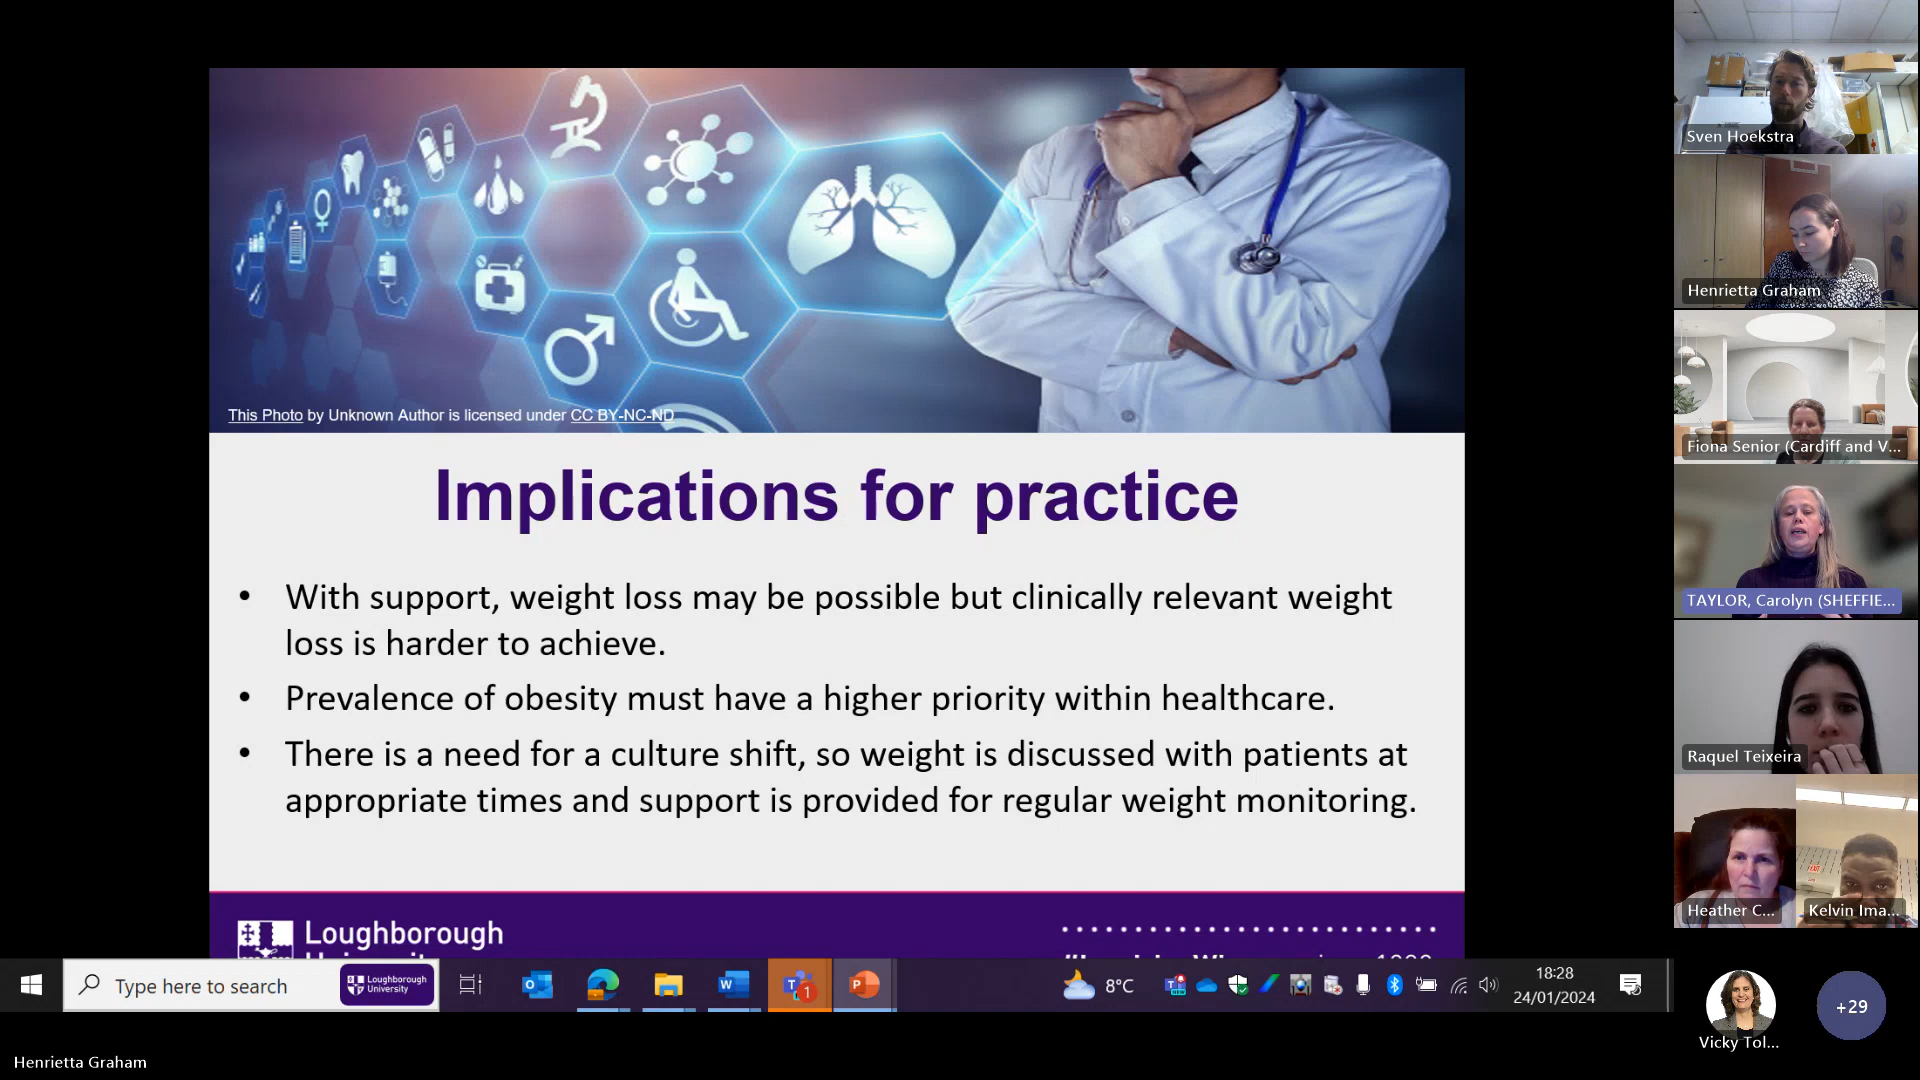 This Photo by Unknown Author is licensed under CC BY-NC-ND
Implications for practice
• With support, weight loss may be possible but clinically relevant weight
loss is harder to achieve.
• Prevalence of obesity must have a higher priority within healthcare.
• There is a need for a culture shift, so weight is discussed with patients at
appropriate times and support is provided for regular weight monitoring.
Loughborough
Type here to search
Loughborough
University
1
8°C
18:28
24/01/2024
Henrietta Graham
Sven Hoekstra
Henrietta Graham
Fiona Senior (Cardiff and V...
TAYLOR, Carolyn (SHEFFIE...
Raquel Teixeira
Heather C...
Kelvin Ima...
Vicky Tol...
+29